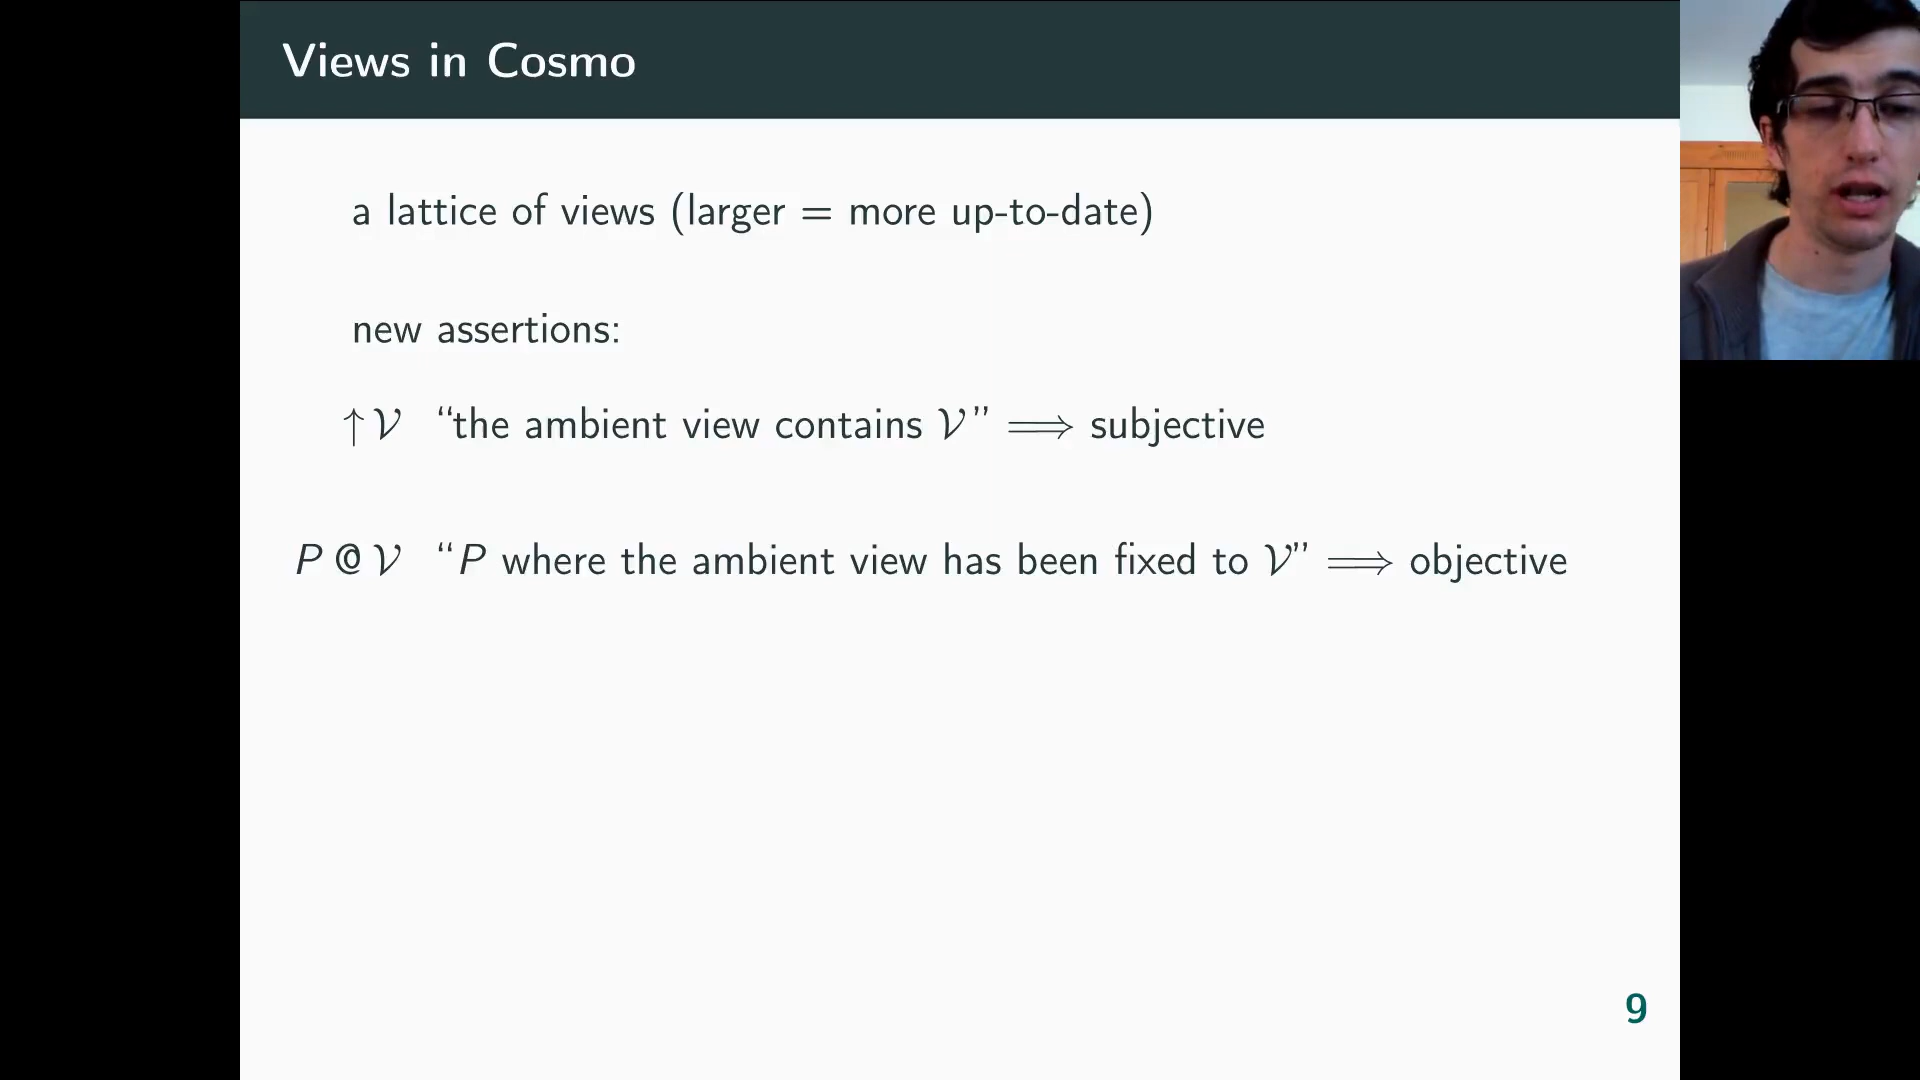 Views in Cosmo
a lattice of views (larger = more up-to-date)
new assertions:
↑𝒱 “the ambient view contains 𝒱” ⟹ subjective
P @ 𝒱 “P where the ambient view has been fixed to 𝒱” ⟹ objective
9